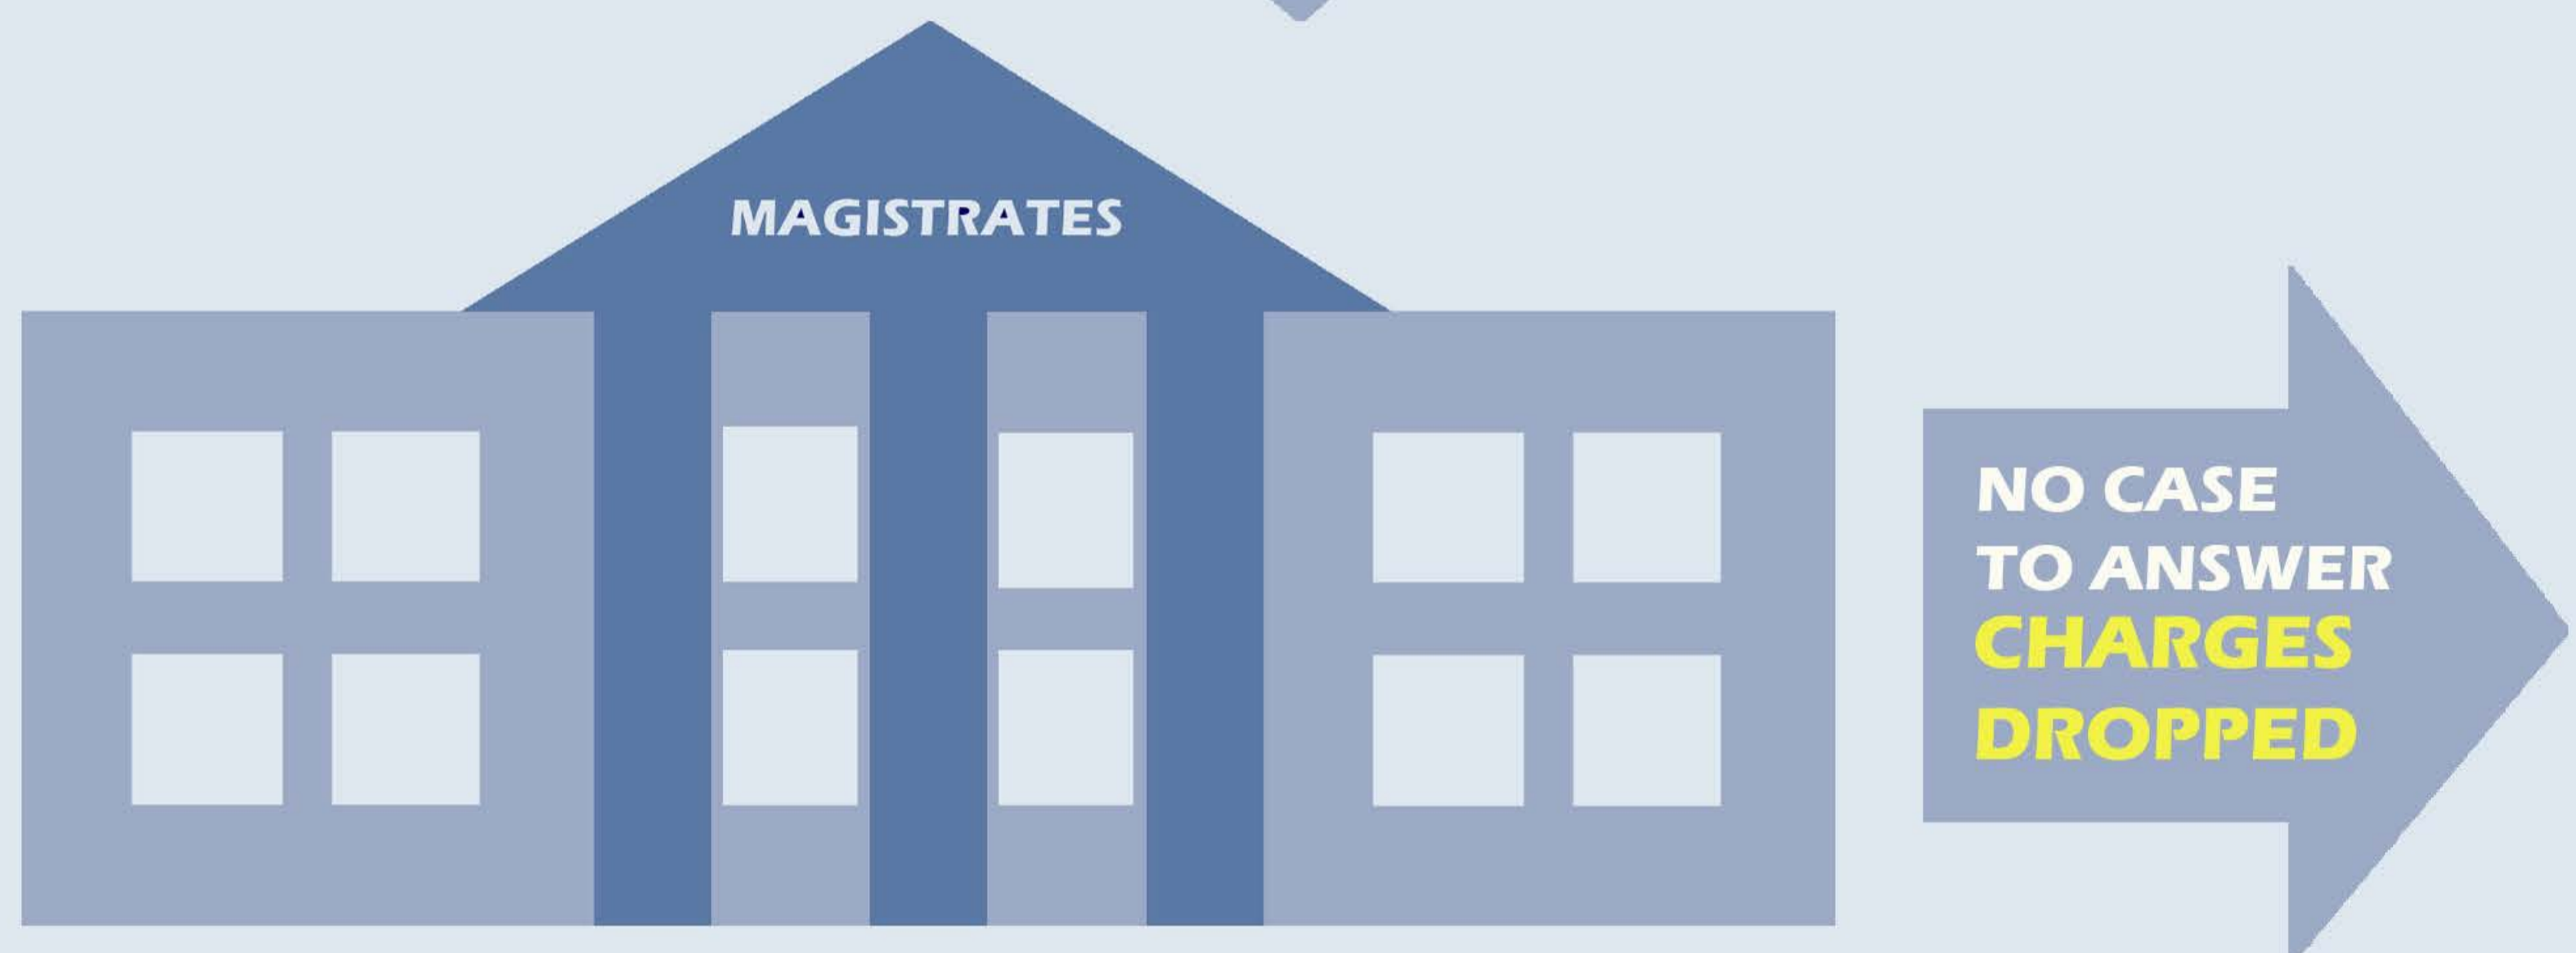 MAGISTRATES
NO CASE
TO ANSWER
CHARGES
DROPPED